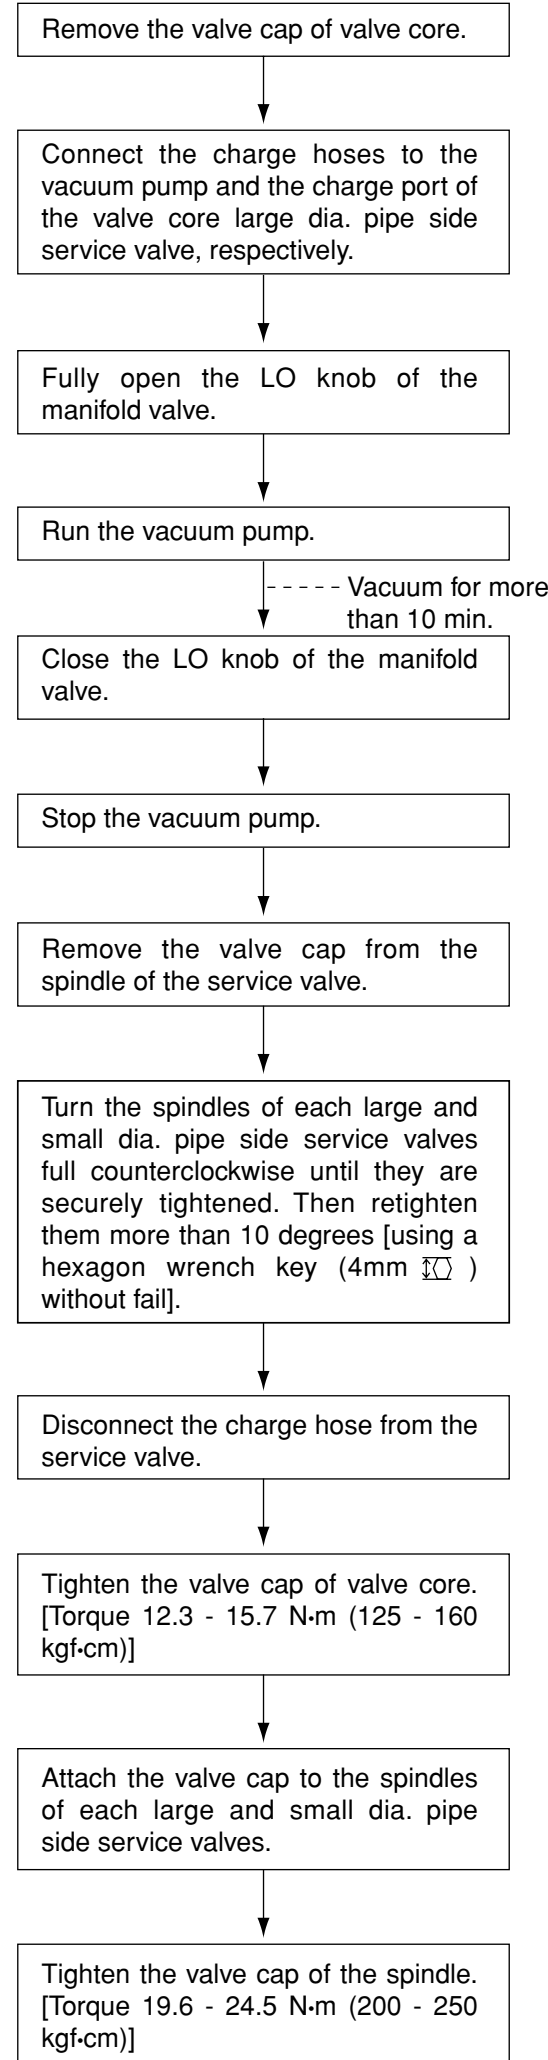 Remove the valve cap of valve core.
Connect the charge hoses to the
vacuum pump and the charge port of
the valve core large dia. pipe side
service valve, respectively.
Fully open the LO knob of the
manifold valve.
Run the vacuum pump.
Vacuum for more
than 10 min.
Close the LO knob of the manifold
valve.
Stop the vacuum pump.
Remove the valve cap from the
spindle of the service valve.
Turn the spindles of each large and
small dia. pipe side service valves
full counterclockwise until they are
securely tightened. Then retighten
them more than 10 degrees [using a
hexagon wrench key (4mm )
without fail].
Disconnect the charge hose from the
service valve.
Tighten the valve cap of valve core.
[Torque 12.3 - 15.7 N•m (125 - 160
kgf•cm)]
Attach the valve cap to the spindles
of each large and small dia. pipe
side service valves.
Tighten the valve cap of the spindle.
[Torque 19.6 - 24.5 N•m (200 - 250
kgf•cm)]